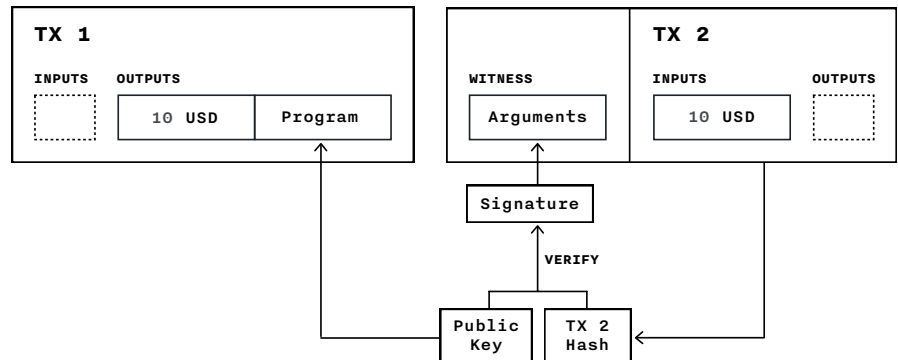 TX 1
INPUTS
OUTPUTS
10 USD
Program
TX 2
WITNESS
INPUTS
OUTPUTS
Arguments
10 USD
Signature
VERIFY
Public
Key
TX 2
Hash